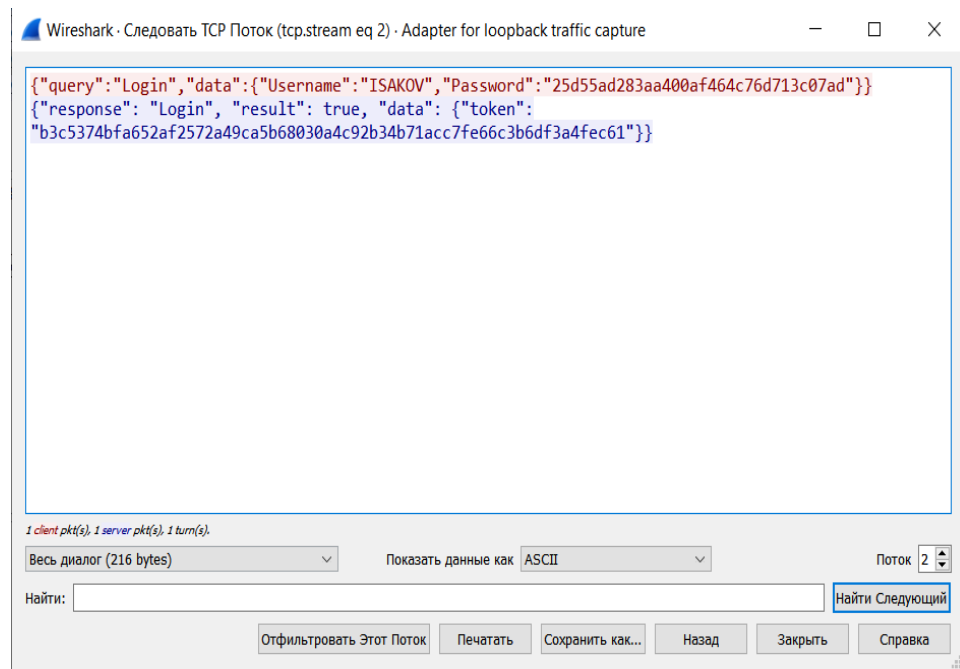 Wireshark · Следовать TCP Поток (tcp.stream eq 2) · Adapter for loopback traffic capture
{"query":"Login","data":{"Username":"ISAKOV","Password":"25d55ad283aa400af464c76d713c07ad"}}
{"response": "Login", "result": true, "data": {"token":
"b3c5374bfa652af2572a49ca5b68030a4c92b34b71acc7fe66c3b6df3a4fec61"}}
1 client pkt(s), 1 server pkt(s), 1 turn(s).
Весь диалог (216 bytes) Показать данные как ASCII Поток 2
Найти: Найти Следующий
Отфильтровать Этот Поток Печатать Сохранить как... Назад Закрыть Справка